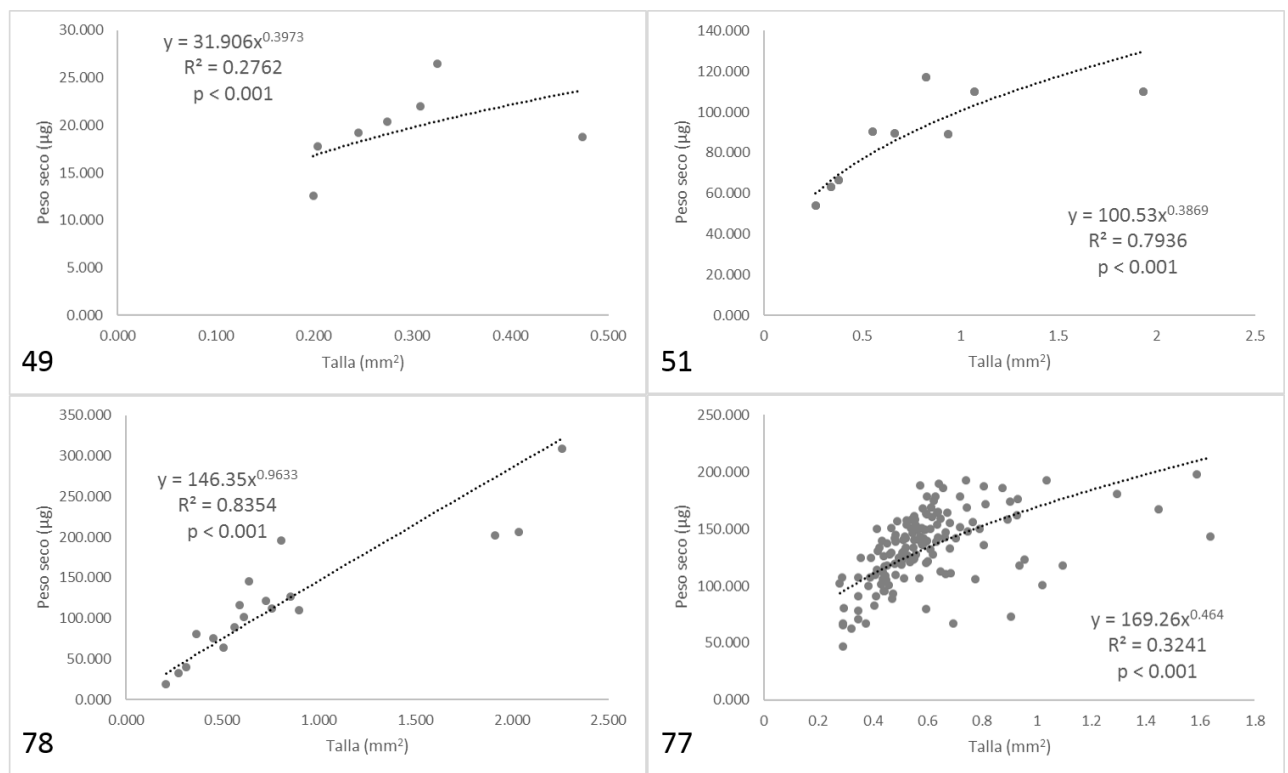 30.000
25.000
20.000
15.000
10.000
5.000
0.000
Peso seco (µg)
y = 31.906x^0.3973
R² = 0.2762
p < 0.001
0.000 0.100 0.200 0.300 0.400 0.500
Talla (mm²)
49
140.000
120.000
100.000
80.000
60.000
40.000
20.000
0.000
Peso seco (µg)
y = 100.53x^0.3869
R² = 0.7936
p < 0.001
0 0.5 1 1.5 2 2.5
Talla (mm²)
51
350.000
300.000
250.000
200.000
150.000
100.000
50.000
0.000
Peso seco (µg)
y = 146.35x^0.9633
R² = 0.8354
p < 0.001
0.000 0.500 1.000 1.500 2.000 2.500
Talla (mm²)
78
250.000
200.000
150.000
100.000
50.000
0.000
Peso seco (µg)
y = 169.26x^0.464
R² = 0.3241
p < 0.001
0 0.2 0.4 0.6 0.8 1 1.2 1.4 1.6 1.8
Talla (mm²)
77